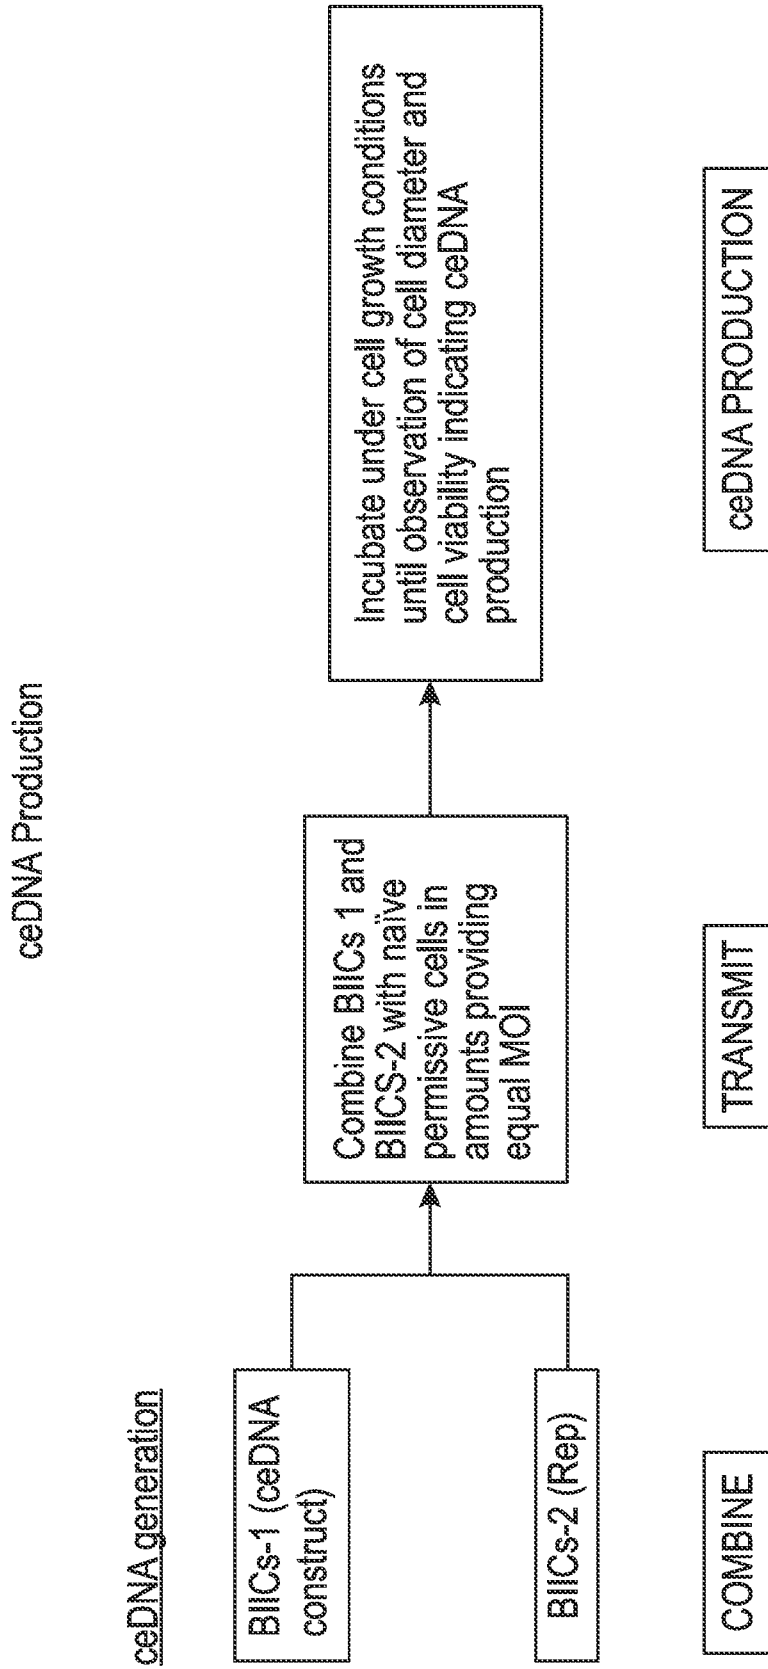 ceDNA Production
ceDNA generation
BIICs-1 (ceDNA
construct)
BIICs-2 (Rep)
Combine BIICs 1 and
BIICS-2 with naïve
permissive cells in
amounts providing
equal MOI
Incubate under cell growth conditions
until observation of cell diameter and
cell viability indicating ceDNA
production
COMBINE
TRANSMIT
ceDNA PRODUCTION